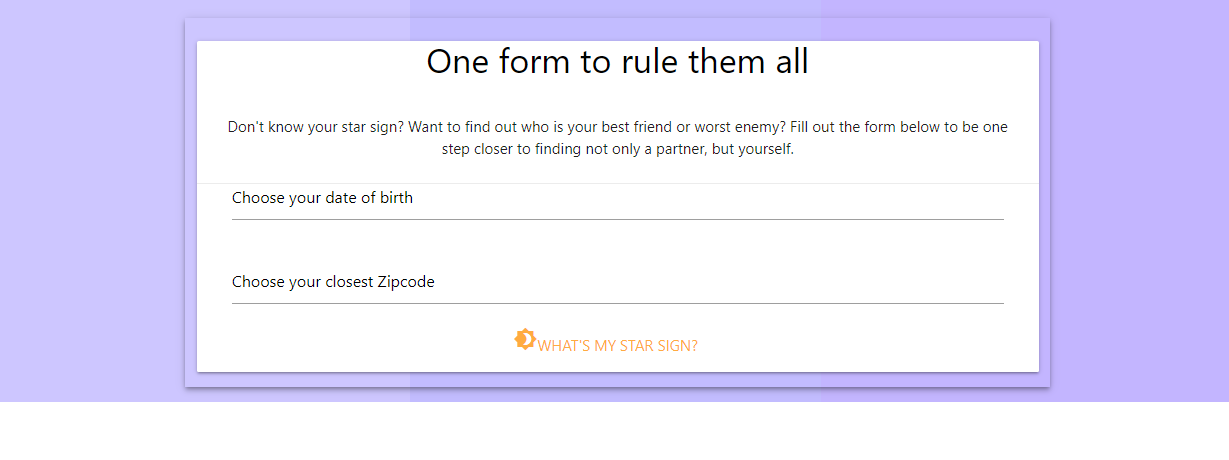 One form to rule them all
Don't know your star sign? Want to find out who is your best friend or worst enemy? Fill out the form below to be one
step closer to finding not only a partner, but yourself.
Choose your date of birth
Choose your closest Zipcode
WHAT'S MY STAR SIGN?